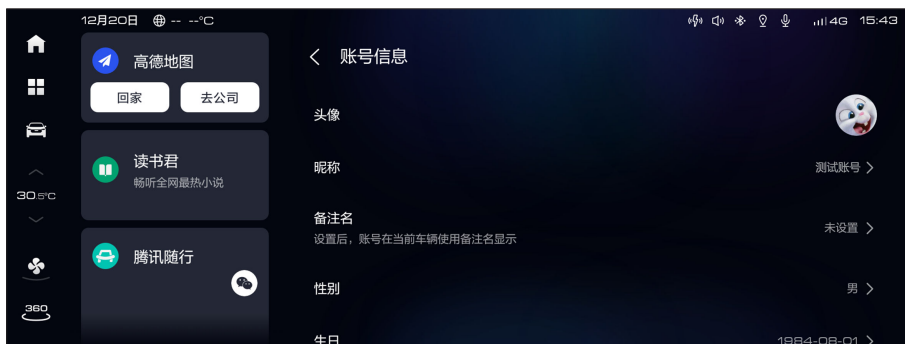 12月20日 -- --°C
4G 15:43
30.5°C
360
高德地图
回家 去公司
读书君
畅听全网最热小说
腾讯随行
账号信息
头像
昵称 测试账号
备注名
设置后，账号在当前车辆使用备注名显示
未设置
性别 男
生日 1984-08-01